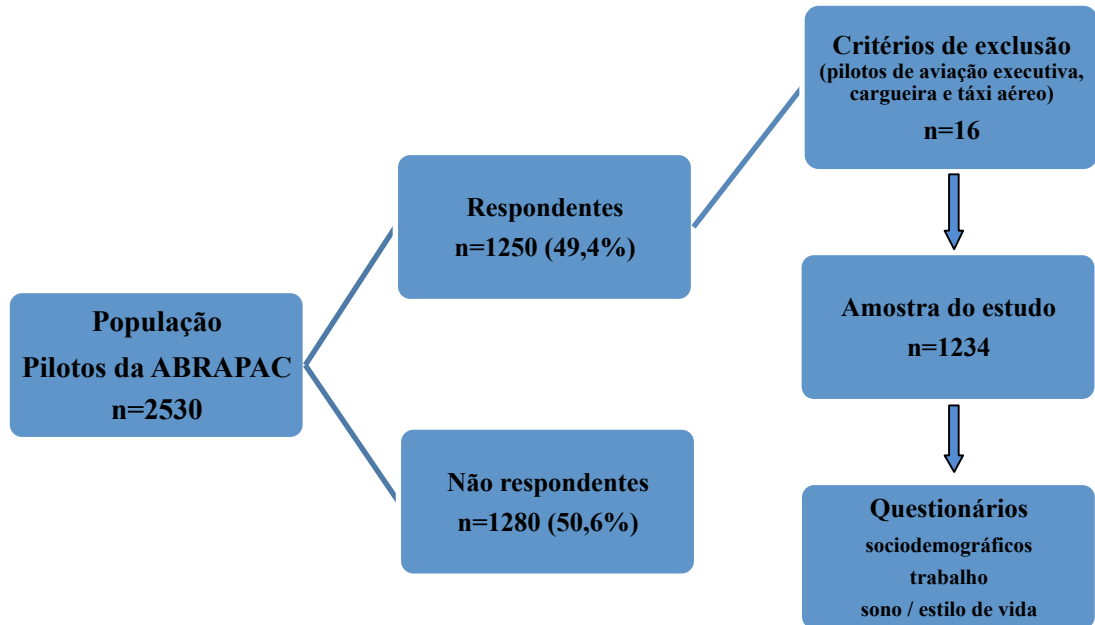 População
Pilotos da ABRAPAC
n=2530
Respondentes
n=1250 (49,4%)
Não respondentes
n=1280 (50,6%)
Critérios de exclusão
(pilotos de aviação executiva,
cargueira e táxi aéreo)
n=16
Amostra do estudo
n=1234
Questionários
sociodemográficos
trabalho
sono / estilo de vida